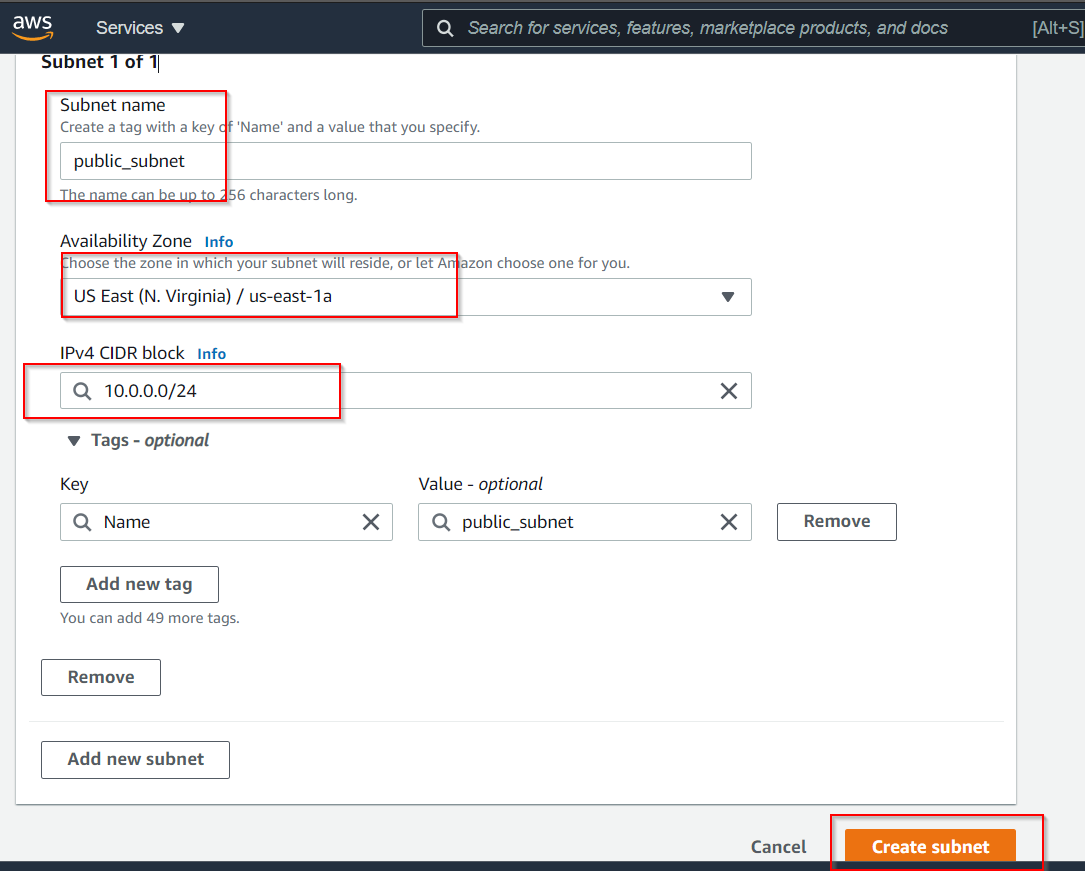 aws Services Search for services, features, marketplace products, and docs [Alt+S]
Subnet 1 of 1
Subnet name
Create a tag with a key of 'Name' and a value that you specify.
public_subnet
The name can be up to 256 characters long.
Availability Zone Info
Choose the zone in which your subnet will reside, or let Amazon choose one for you.
US East (N. Virginia) / us-east-1a
IPv4 CIDR block Info
10.0.0.0/24
Tags - optional
Key Value - optional
Name public_subnet Remove
Add new tag
You can add 49 more tags.
Remove
Add new subnet
Cancel Create subnet